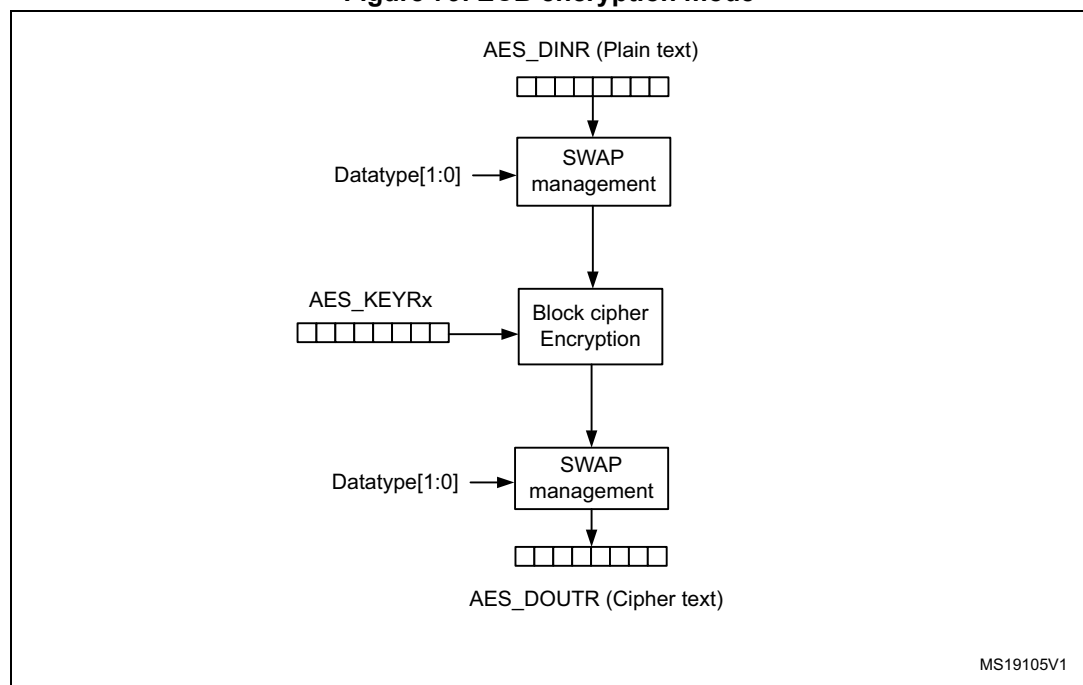 AES_DINR (Plain text)
SWAP
management
Datatype[1:0]
AES_KEYRx
Block cipher
Encryption
SWAP
management
Datatype[1:0]
AES_DOUTR (Cipher text)
MS19105V1